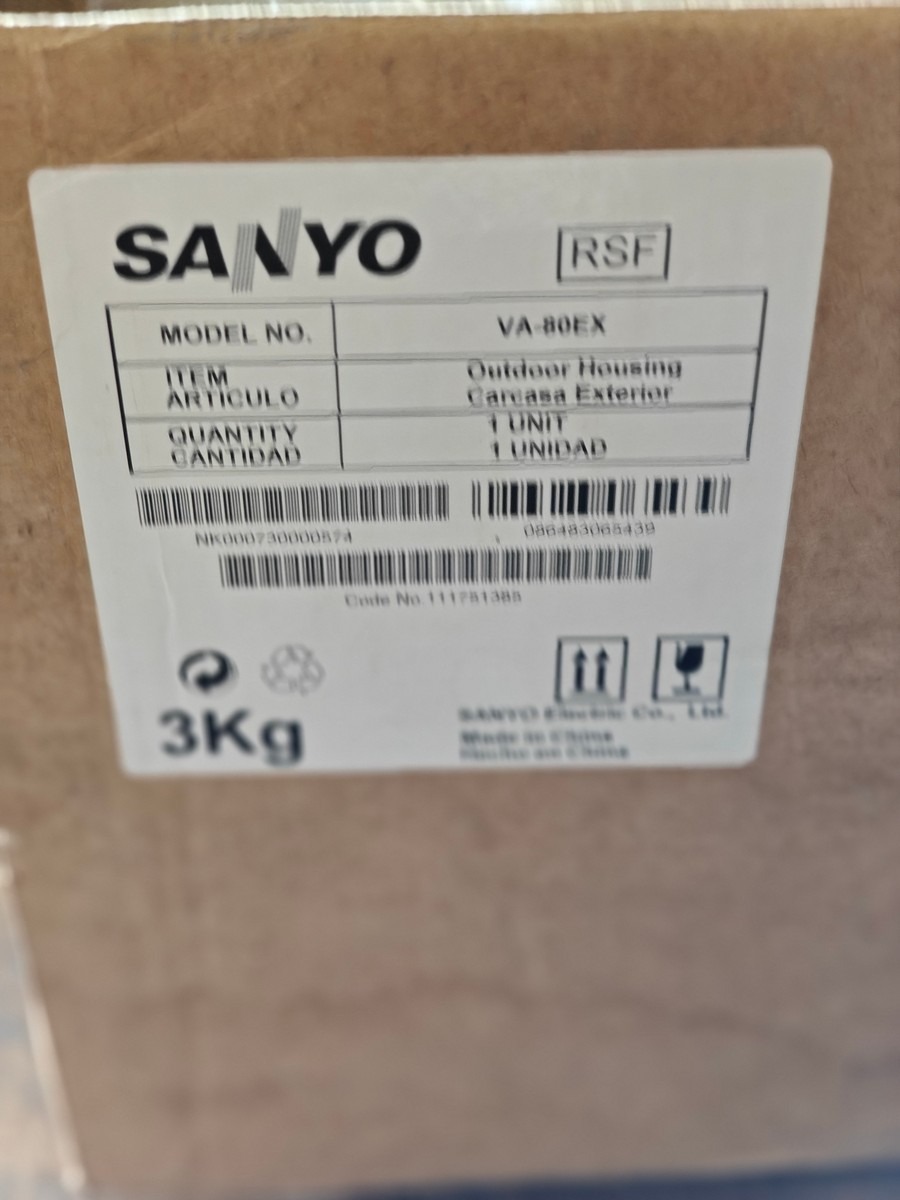 SANYO
RSF
MODEL NO. VA-80EX
ITEM Outdoor Housing
ARTICULO Carcasa Exterior
QUANTITY 1 UNIT
CANTIDAD 1 UNIDAD
NK000730000574 086483065439
Code No.111751385
3Kg
SANYO Electric Co., Ltd.
Made in China
Hecho en China